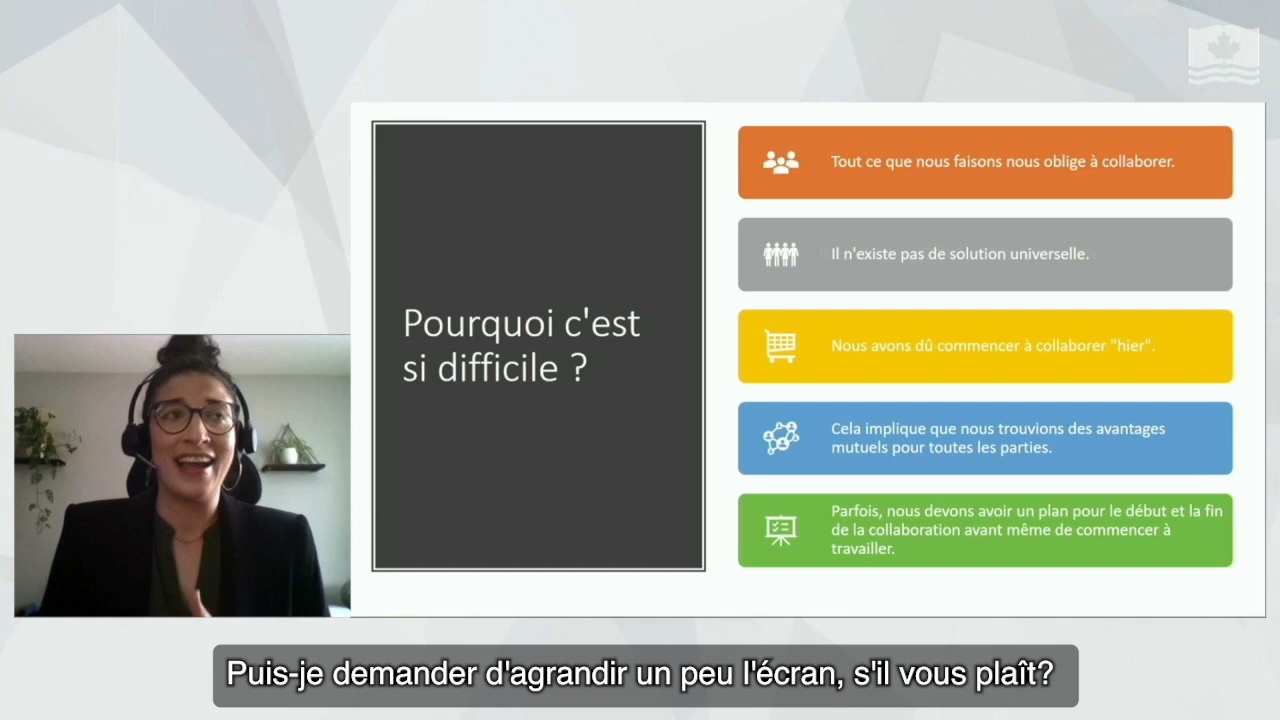 Pourquoi c'est
si difficile ?
Tout ce que nous faisons nous oblige à collaborer.
Il n'existe pas de solution universelle.
Nous avons dû commencer à collaborer "hier".
Cela implique que nous trouvions des avantages
mutuels pour toutes les parties.
Parfois, nous devons avoir un plan pour le début et la fin
de la collaboration avant même de commencer à
travailler.
Puis-je demander d'agrandir un peu l'écran, s'il vous plaît?